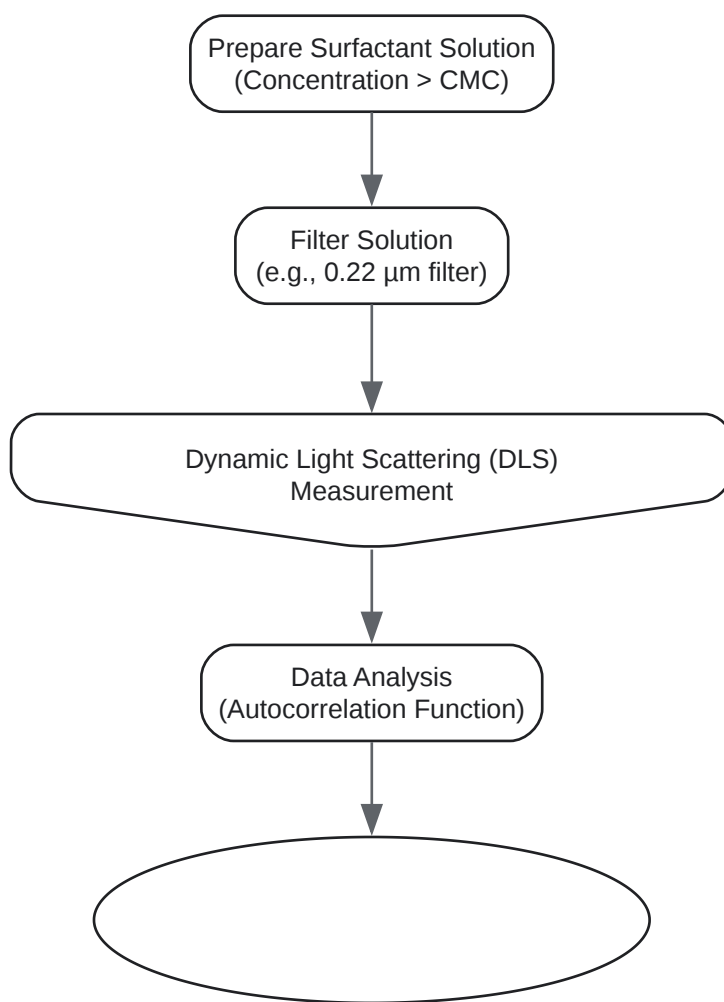 Prepare Surfactant Solution
(Concentration > CMC)
Filter Solution
(e.g., 0.22 µm filter)
Dynamic Light Scattering (DLS)
Measurement
Data Analysis
(Autocorrelation Function)